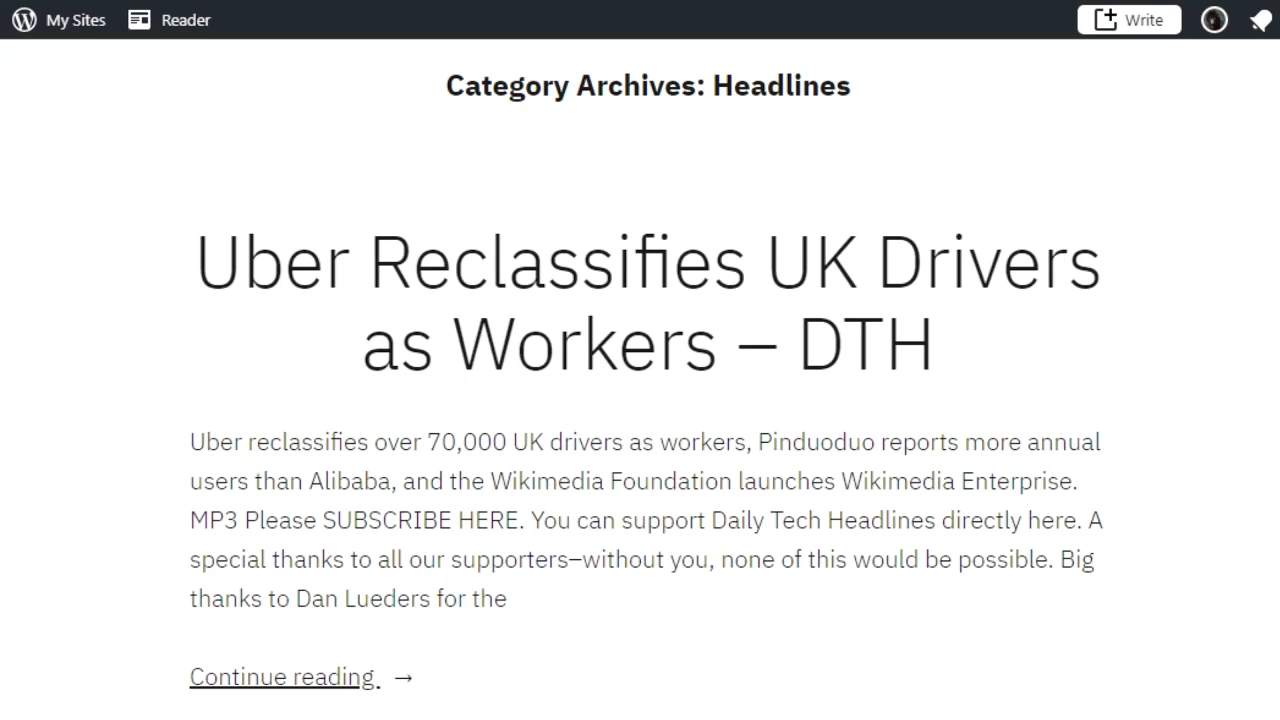 My Sites Reader Write
Category Archives: Headlines
Uber Reclassifies UK Drivers
as Workers – DTH
Uber reclassifies over 70,000 UK drivers as workers, Pinduoduo reports more annual
users than Alibaba, and the Wikimedia Foundation launches Wikimedia Enterprise.
MP3 Please SUBSCRIBE HERE. You can support Daily Tech Headlines directly here. A
special thanks to all our supporters–without you, none of this would be possible. Big
thanks to Dan Lueders for the
Continue reading →